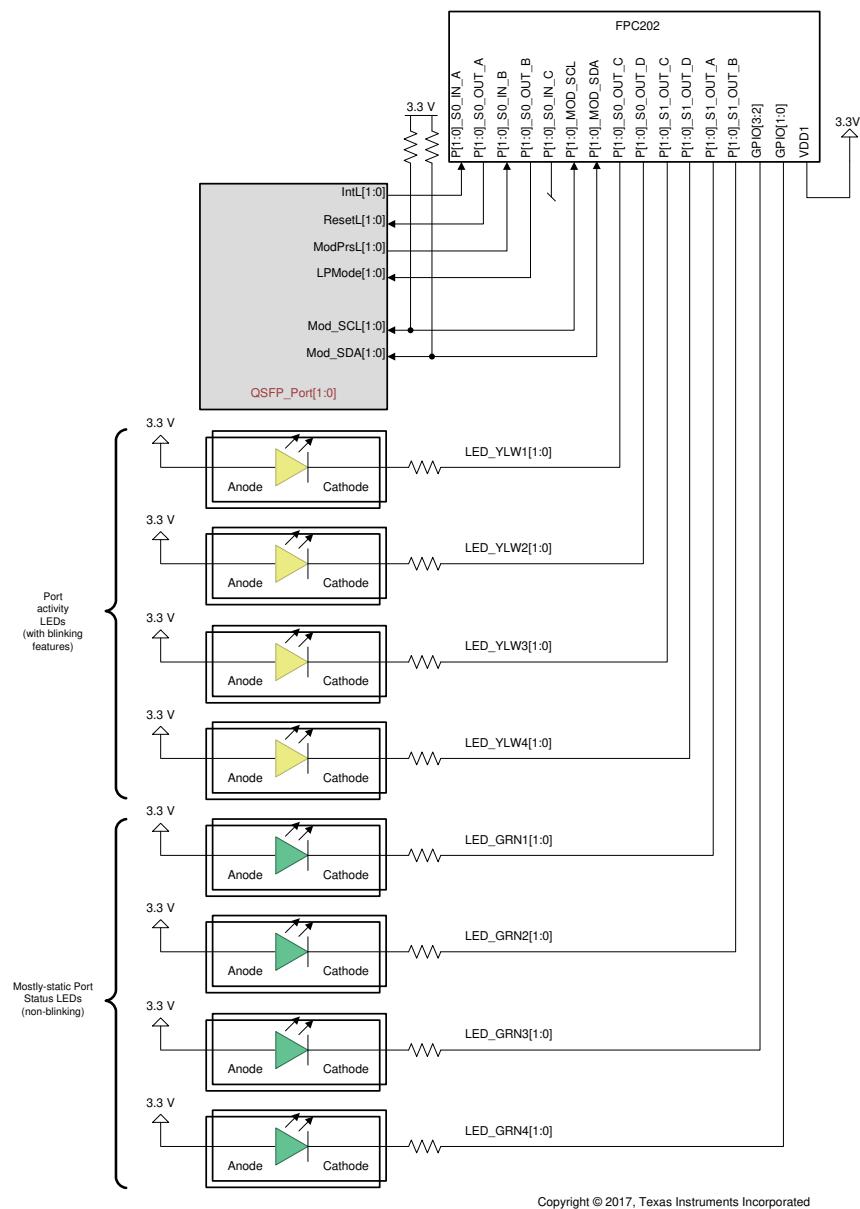 FPC202
P[1:0]_S0_IN_A
P[1:0]_S0_OUT_A
P[1:0]_S0_IN_B
P[1:0]_S0_OUT_B
P[1:0]_S0_IN_C
P[1:0]_MOD_SCL
P[1:0]_MOD_SDA
P[1:0]_S0_OUT_C
P[1:0]_S0_OUT_D
P[1:0]_S1_OUT_C
P[1:0]_S1_OUT_D
P[1:0]_S1_OUT_A
P[1:0]_S1_OUT_B
GPIO[3:2]
GPIO[1:0]
VDD1
3.3 V
3.3V
IntL[1:0]
ResetL[1:0]
ModPrsL[1:0]
LPMode[1:0]
Mod_SCL[1:0]
Mod_SDA[1:0]
QSFP_Port[1:0]
3.3 V
LED_YLW1[1:0]
Anode Cathode
3.3 V
LED_YLW2[1:0]
Anode Cathode
Port
activity
LEDs
(with blinking
features)
3.3 V
LED_YLW3[1:0]
Anode Cathode
3.3 V
LED_YLW4[1:0]
Anode Cathode
3.3 V
LED_GRN1[1:0]
Anode Cathode
3.3 V
LED_GRN2[1:0]
Anode Cathode
Mostly-static Port
Status LEDs
(non-blinking)
3.3 V
LED_GRN3[1:0]
Anode Cathode
3.3 V
LED_GRN4[1:0]
Anode Cathode
Copyright © 2017, Texas Instruments Incorporated